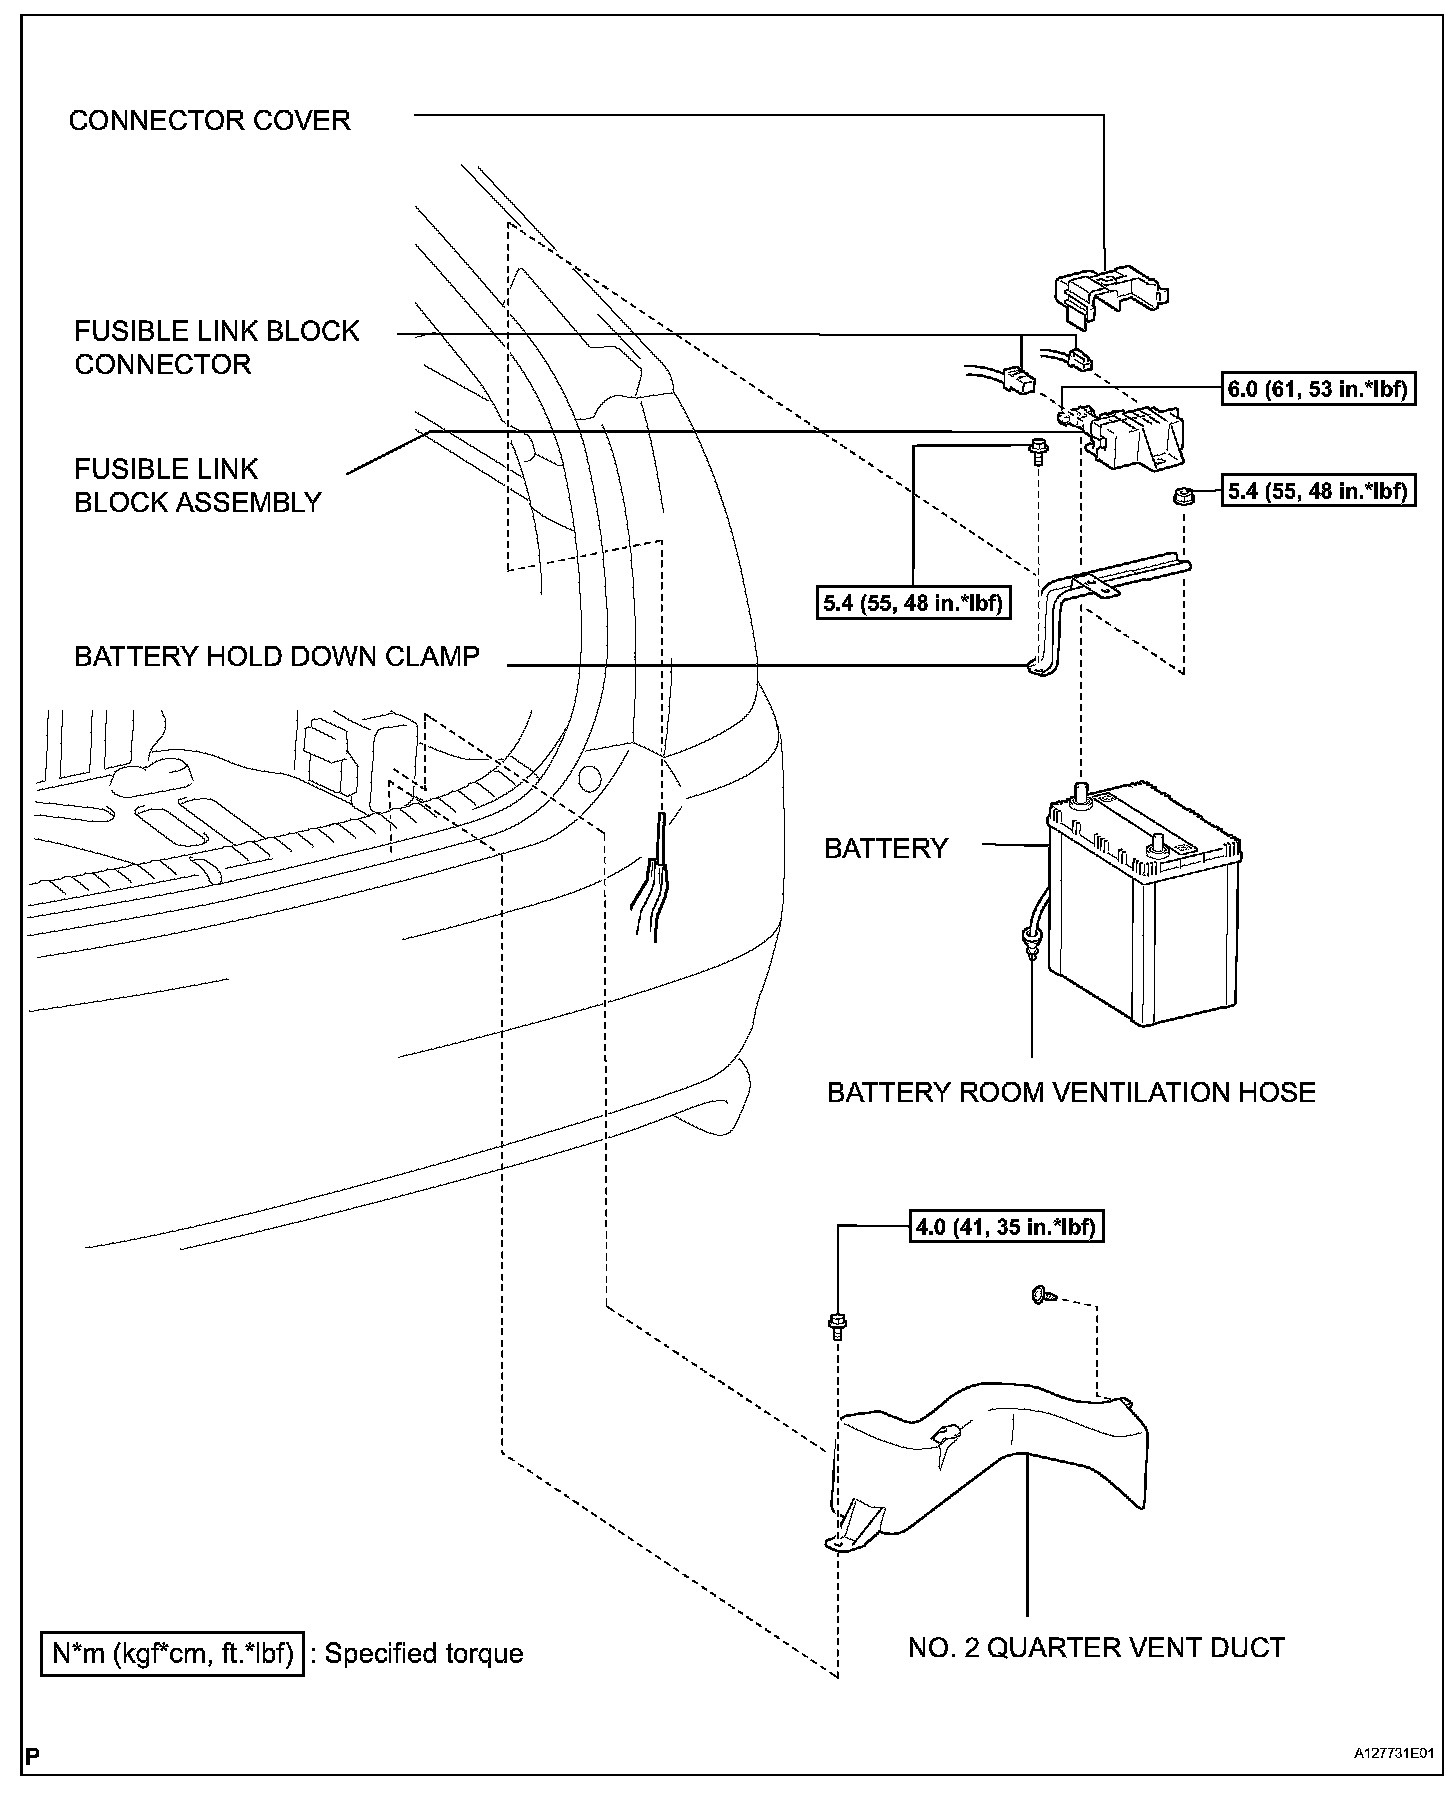 CONNECTOR COVER
FUSIBLE LINK BLOCK
CONNECTOR
6.0 (61, 53 in.*lbf)
FUSIBLE LINK
BLOCK ASSEMBLY
5.4 (55, 48 in.*lbf)
5.4 (55, 48 in.*lbf)
BATTERY HOLD DOWN CLAMP
BATTERY
BATTERY ROOM VENTILATION HOSE
4.0 (41, 35 in.*lbf)
NO. 2 QUARTER VENT DUCT
N*m (kgf*cm, ft.*lbf) : Specified torque
P
A127731E01